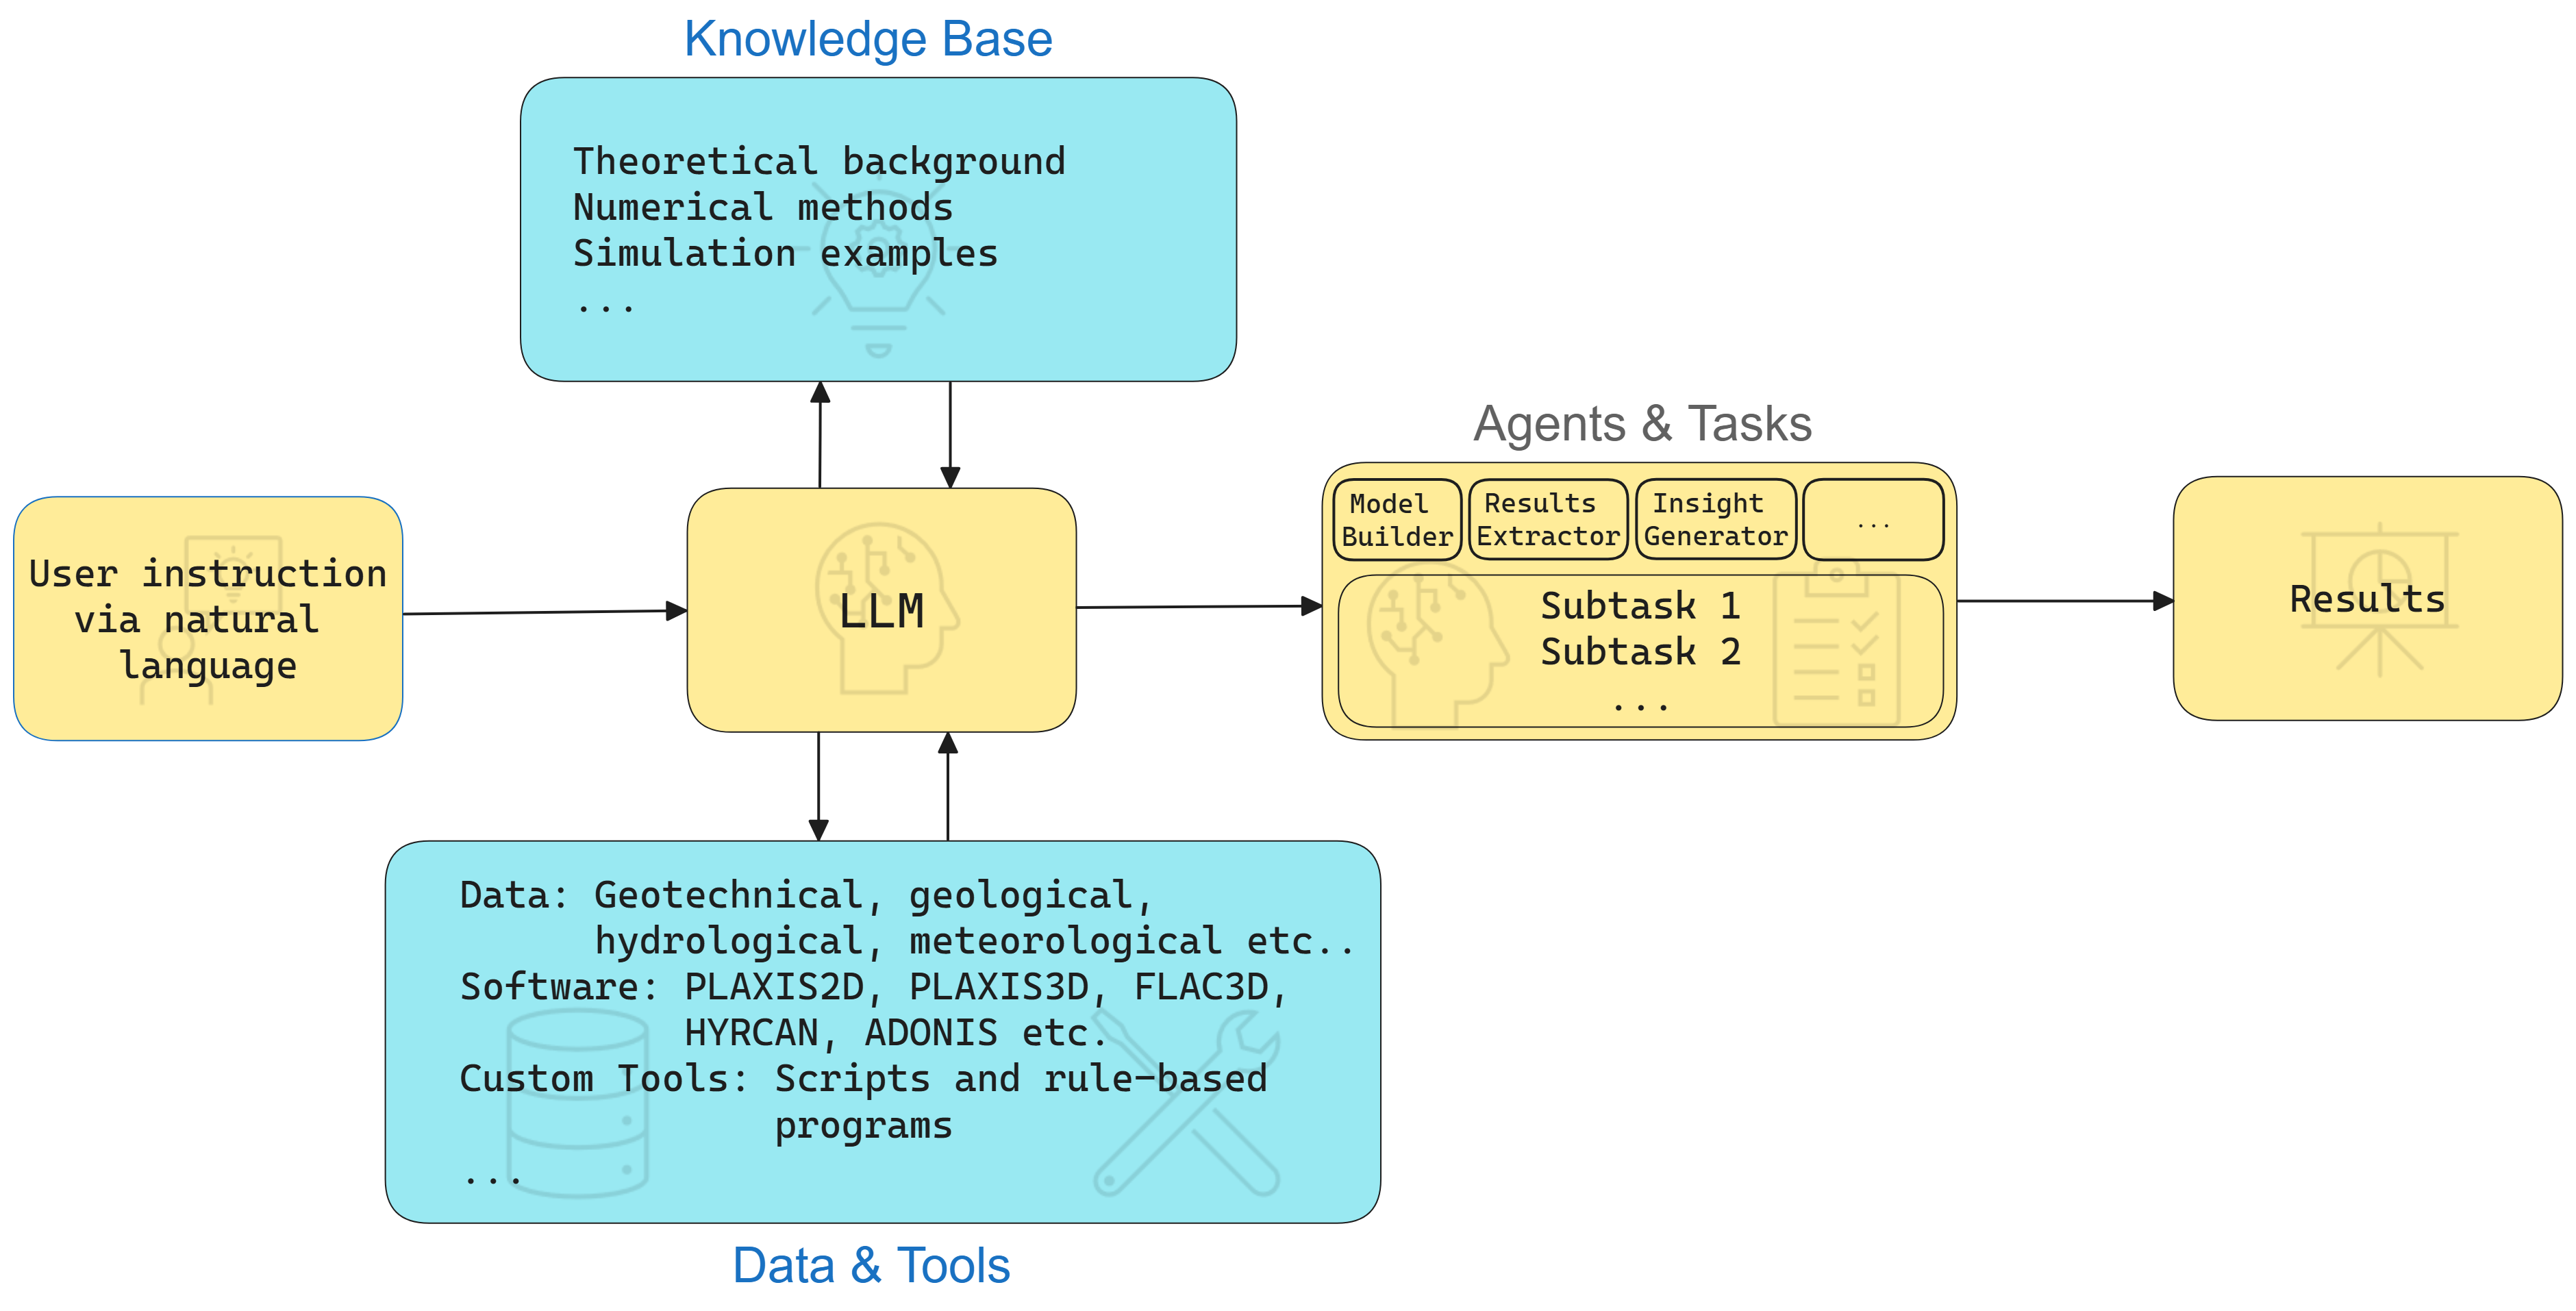 Knowledge Base
Theoretical background
Numerical methods
Simulation examples
...
User instruction
via natural
language
LLM
Agents & Tasks
Model
Builder
Results
Extractor
Insight
Generator
...
Subtask 1
Subtask 2
...
Results
Data: Geotechnical, geological,
hydrological, meteorological etc..
Software: PLAXIS2D, PLAXIS3D, FLAC3D,
HYRCAN, ADONIS etc.
Custom Tools: Scripts and rule-based
programs
...
Data & Tools